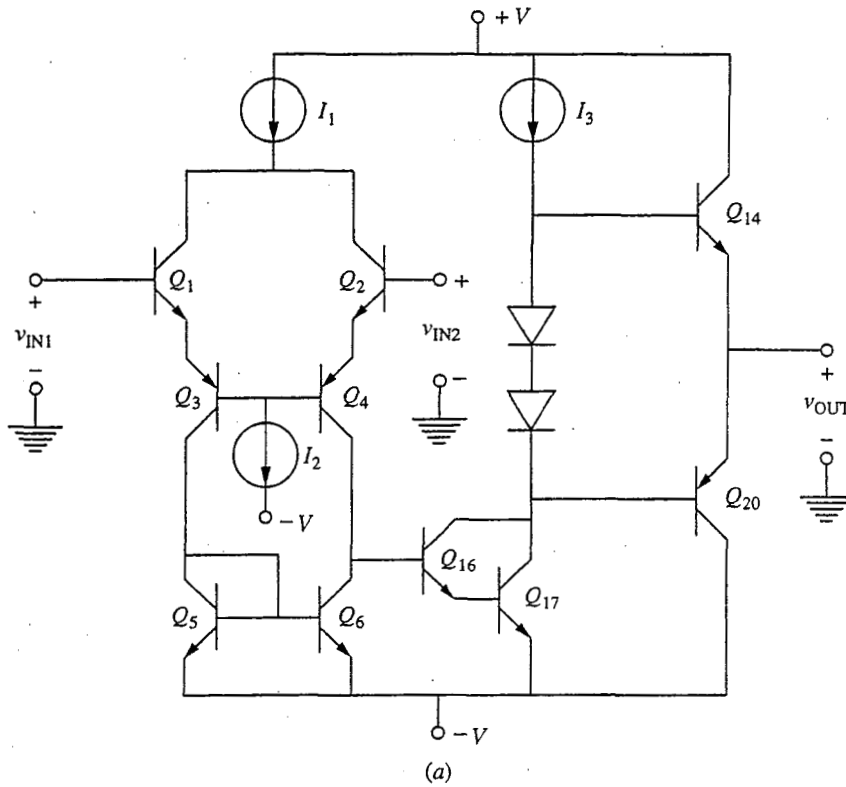 + V
I1
I3
Q14
Q1
Q2
+
+
vIN1
−
vIN2
−
Q3
Q4
I2
− V
+
vOUT
−
Q20
Q16
Q17
Q5
Q6
− V
(a)